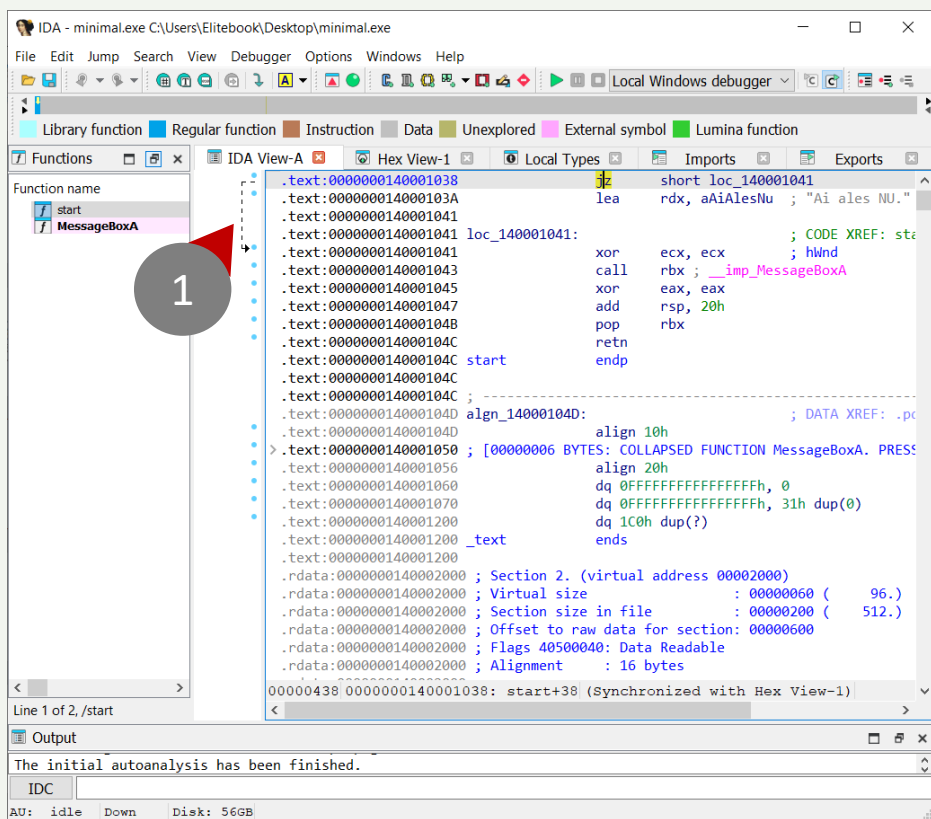 IDA - minimal.exe C:\Users\Elitebook\Desktop\minimal.exe
File Edit Jump Search View Debugger Options Windows Help
Local Windows debugger
Library function Regular function Instruction Data Unexplored External symbol Lumina function
Functions IDA View-A Hex View-1 Local Types Imports Exports
Function name
start
MessageBoxA
1
.text:0000000140001038 jz short loc_140001041
.text:000000014000103A lea rdx, aAiAlesNu ; "Ai ales NU."
.text:0000000140001041
.text:0000000140001041 loc_140001041: ; CODE XREF: sta
.text:0000000140001041 xor ecx, ecx ; hWnd
.text:0000000140001043 call rbx ; __imp_MessageBoxA
.text:0000000140001045 xor eax, eax
.text:0000000140001047 add rsp, 20h
.text:000000014000104B pop rbx
.text:000000014000104C retn
.text:000000014000104C start endp
.text:000000014000104C
.text:000000014000104C ; ---------------------------------------------------------
.text:000000014000104D algn_14000104D: ; DATA XREF: .pd
.text:000000014000104D align 10h
.text:0000000140001050 ; [00000006 BYTES: COLLAPSED FUNCTION MessageBoxA. PRESS
.text:0000000140001056 align 20h
.text:0000000140001060 dq 0FFFFFFFFFFFFFFFFh, 0
.text:0000000140001070 dq 0FFFFFFFFFFFFFFFFh, 31h dup(0)
.text:0000000140001200 dq 1C0h dup(?)
.text:0000000140001200 _text ends
.text:0000000140001200
.rdata:0000000140002000 ; Section 2. (virtual address 00002000)
.rdata:0000000140002000 ; Virtual size : 00000060 ( 96.)
.rdata:0000000140002000 ; Section size in file : 00000200 ( 512.)
.rdata:0000000140002000 ; Offset to raw data for section: 00000600
.rdata:0000000140002000 ; Flags 40500040: Data Readable
.rdata:0000000140002000 ; Alignment : 16 bytes
00000438 0000000140001038: start+38 (Synchronized with Hex View-1)
Line 1 of 2, /start
Output
The initial autoanalysis has been finished.
IDC
AU: idle Down Disk: 56GB